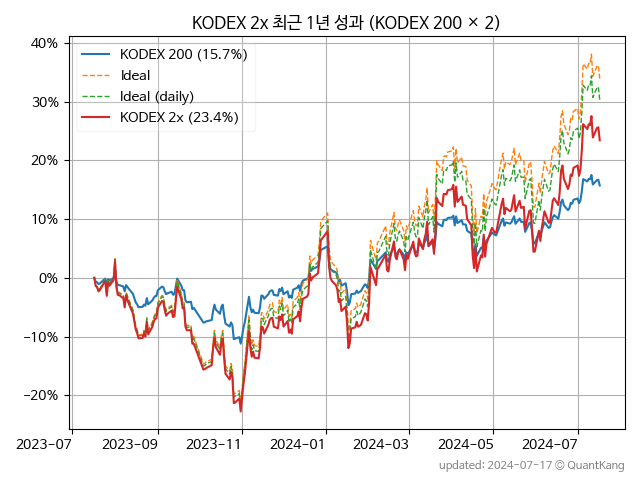 KODEX 2x 최근 1년 성과 (KODEX 200 × 2)
40%
30%
20%
10%
0%
−10%
−20%
KODEX 200 (15.7%)
Ideal
Ideal (daily)
KODEX 2x (23.4%)
2023-07
2023-09
2023-11
2024-01
2024-03
2024-05
2024-07
updated: 2024-07-17 © QuantKang